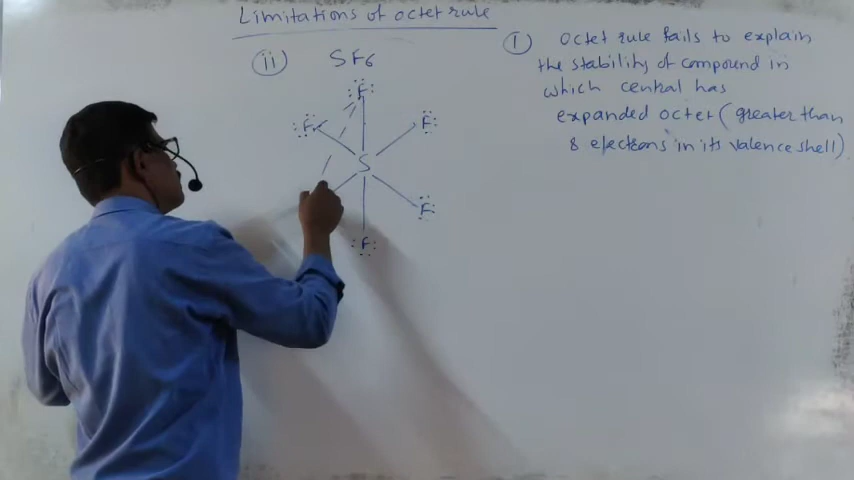 Limitations of octet rule
ii) SF6
F
F F
S
F
F
1 octet rule fails to explain
the stability of compound in
which central has
expanded octet (greater than
8 electrons in its valence shell)